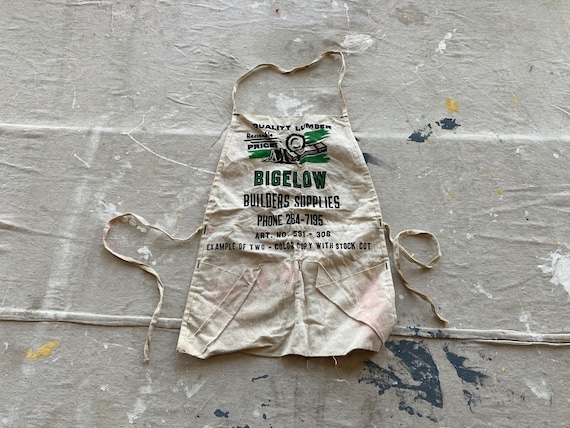 QUALITY LUMBER
Reasonable
PRICE
BIGELOW
BUILDERS SUPPLIES
PHONE 264-7195
ART. NO. 531 - 306
EXAMPLE OF TWO - COLOR COPY WITH STOCK CUT